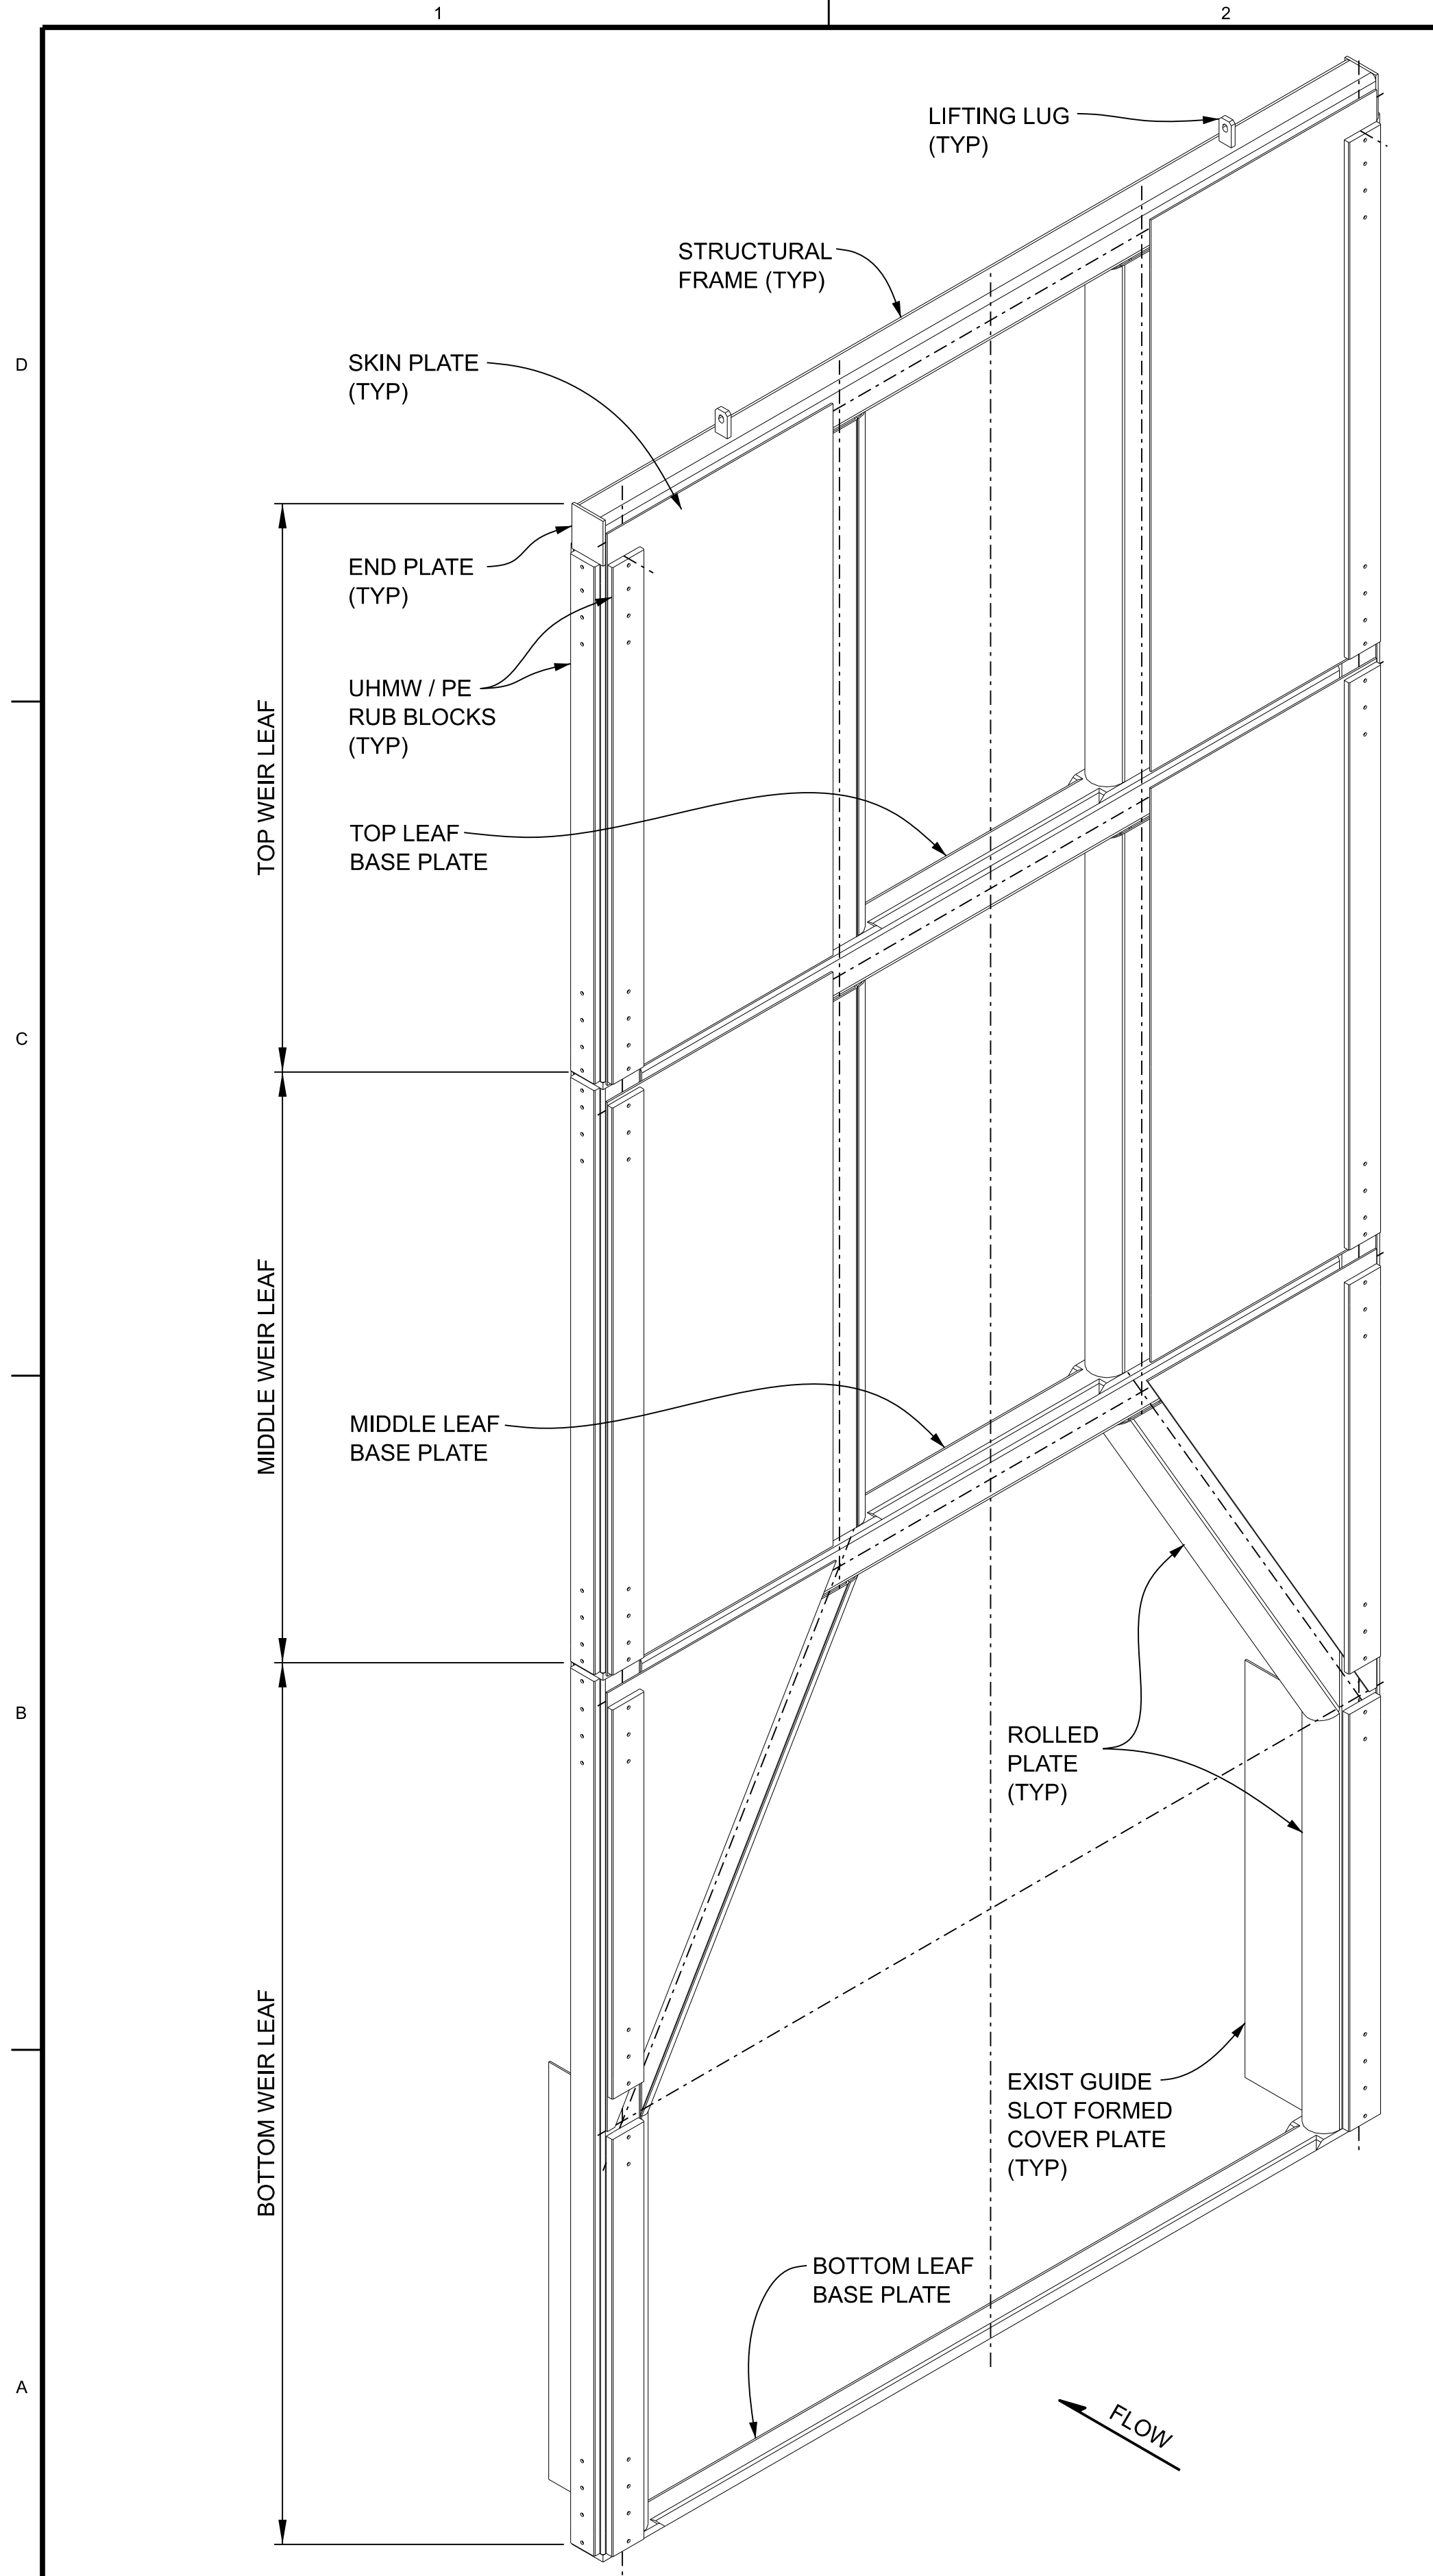 1
2
LIFTING LUG
(TYP)
STRUCTURAL
FRAME (TYP)
D
SKIN PLATE
(TYP)
END PLATE
(TYP)
UHMW / PE
RUB BLOCKS
(TYP)
TOP WEIR LEAF
TOP LEAF
BASE PLATE
C
MIDDLE WEIR LEAF
MIDDLE LEAF
BASE PLATE
B
ROLLED
PLATE
(TYP)
BOTTOM WEIR LEAF
EXIST GUIDE
SLOT FORMED
COVER PLATE
(TYP)
BOTTOM LEAF
BASE PLATE
A
FLOW